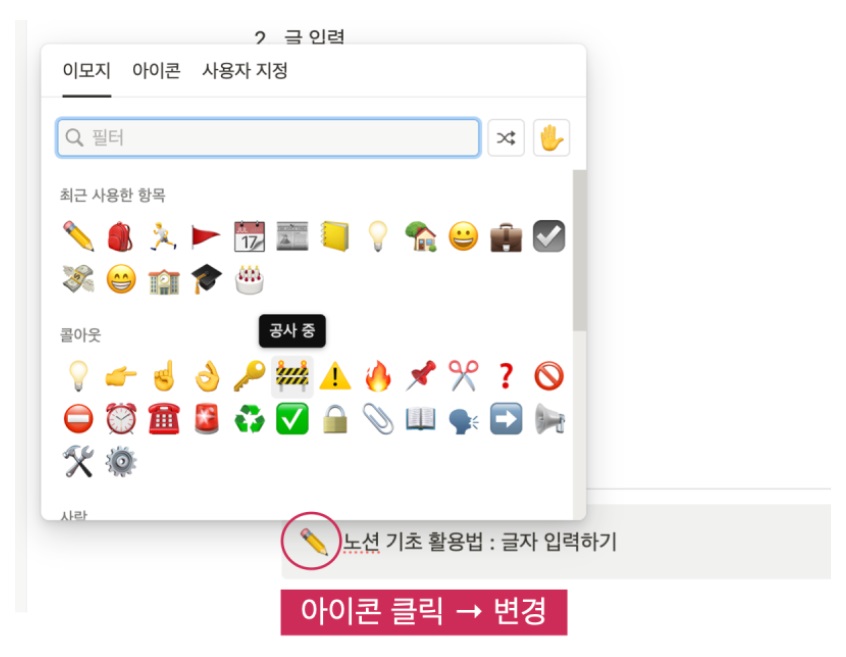 2. 글 입력
이모지 아이콘 사용자 지정
필터
최근 사용한 항목
17
콜아웃
공사 중
사람
노션 기초 활용법 : 글자 입력하기
아이콘 클릭 → 변경